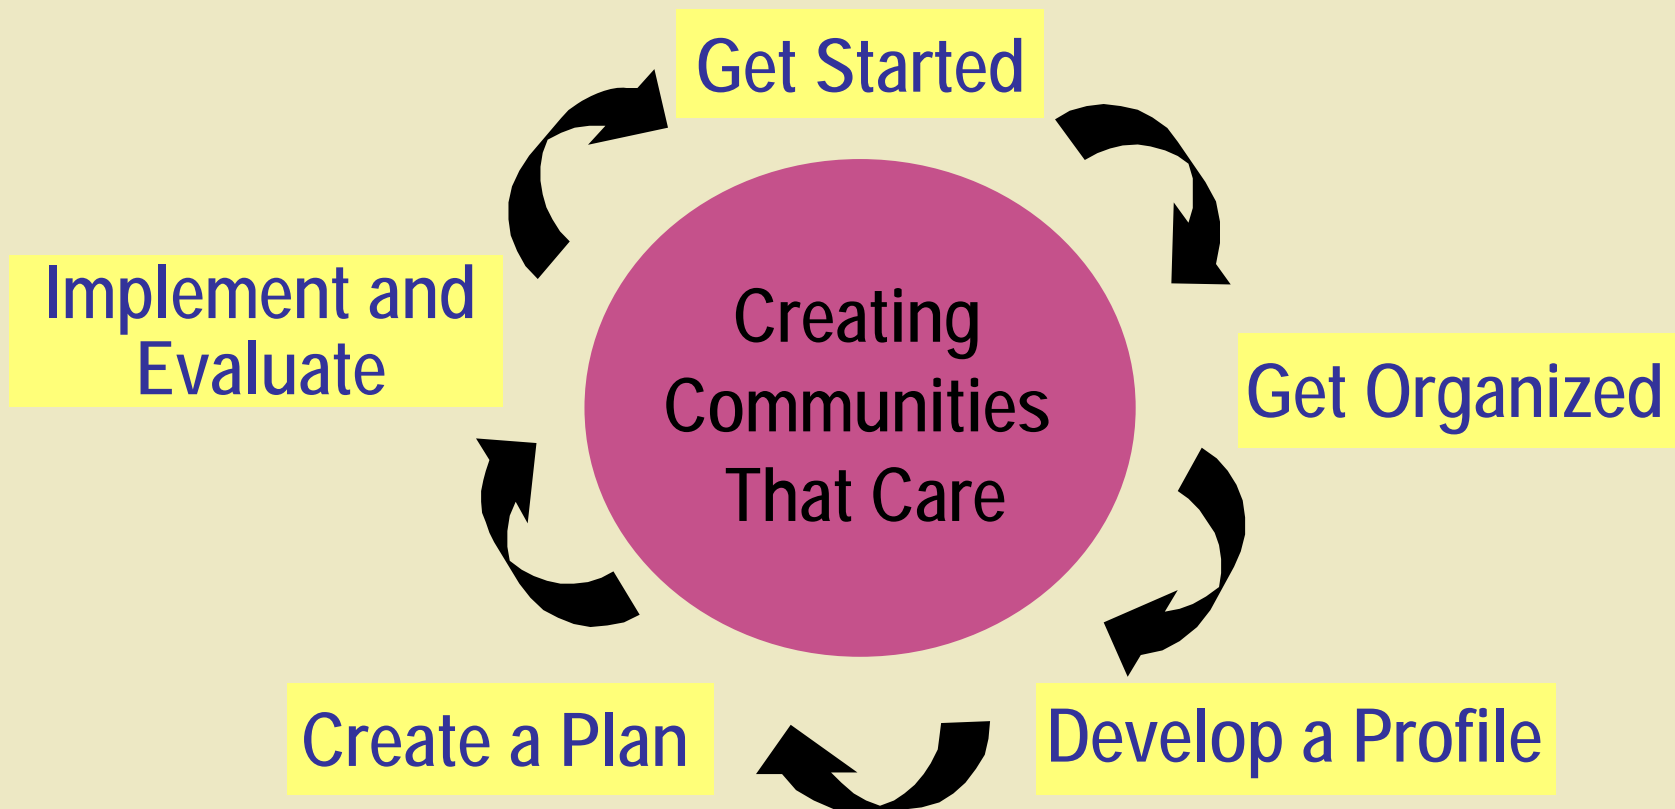 Get Started
Implement and
Evaluate
Creating
Communities
That Care
Get Organized
Create a Plan
Develop a Profile